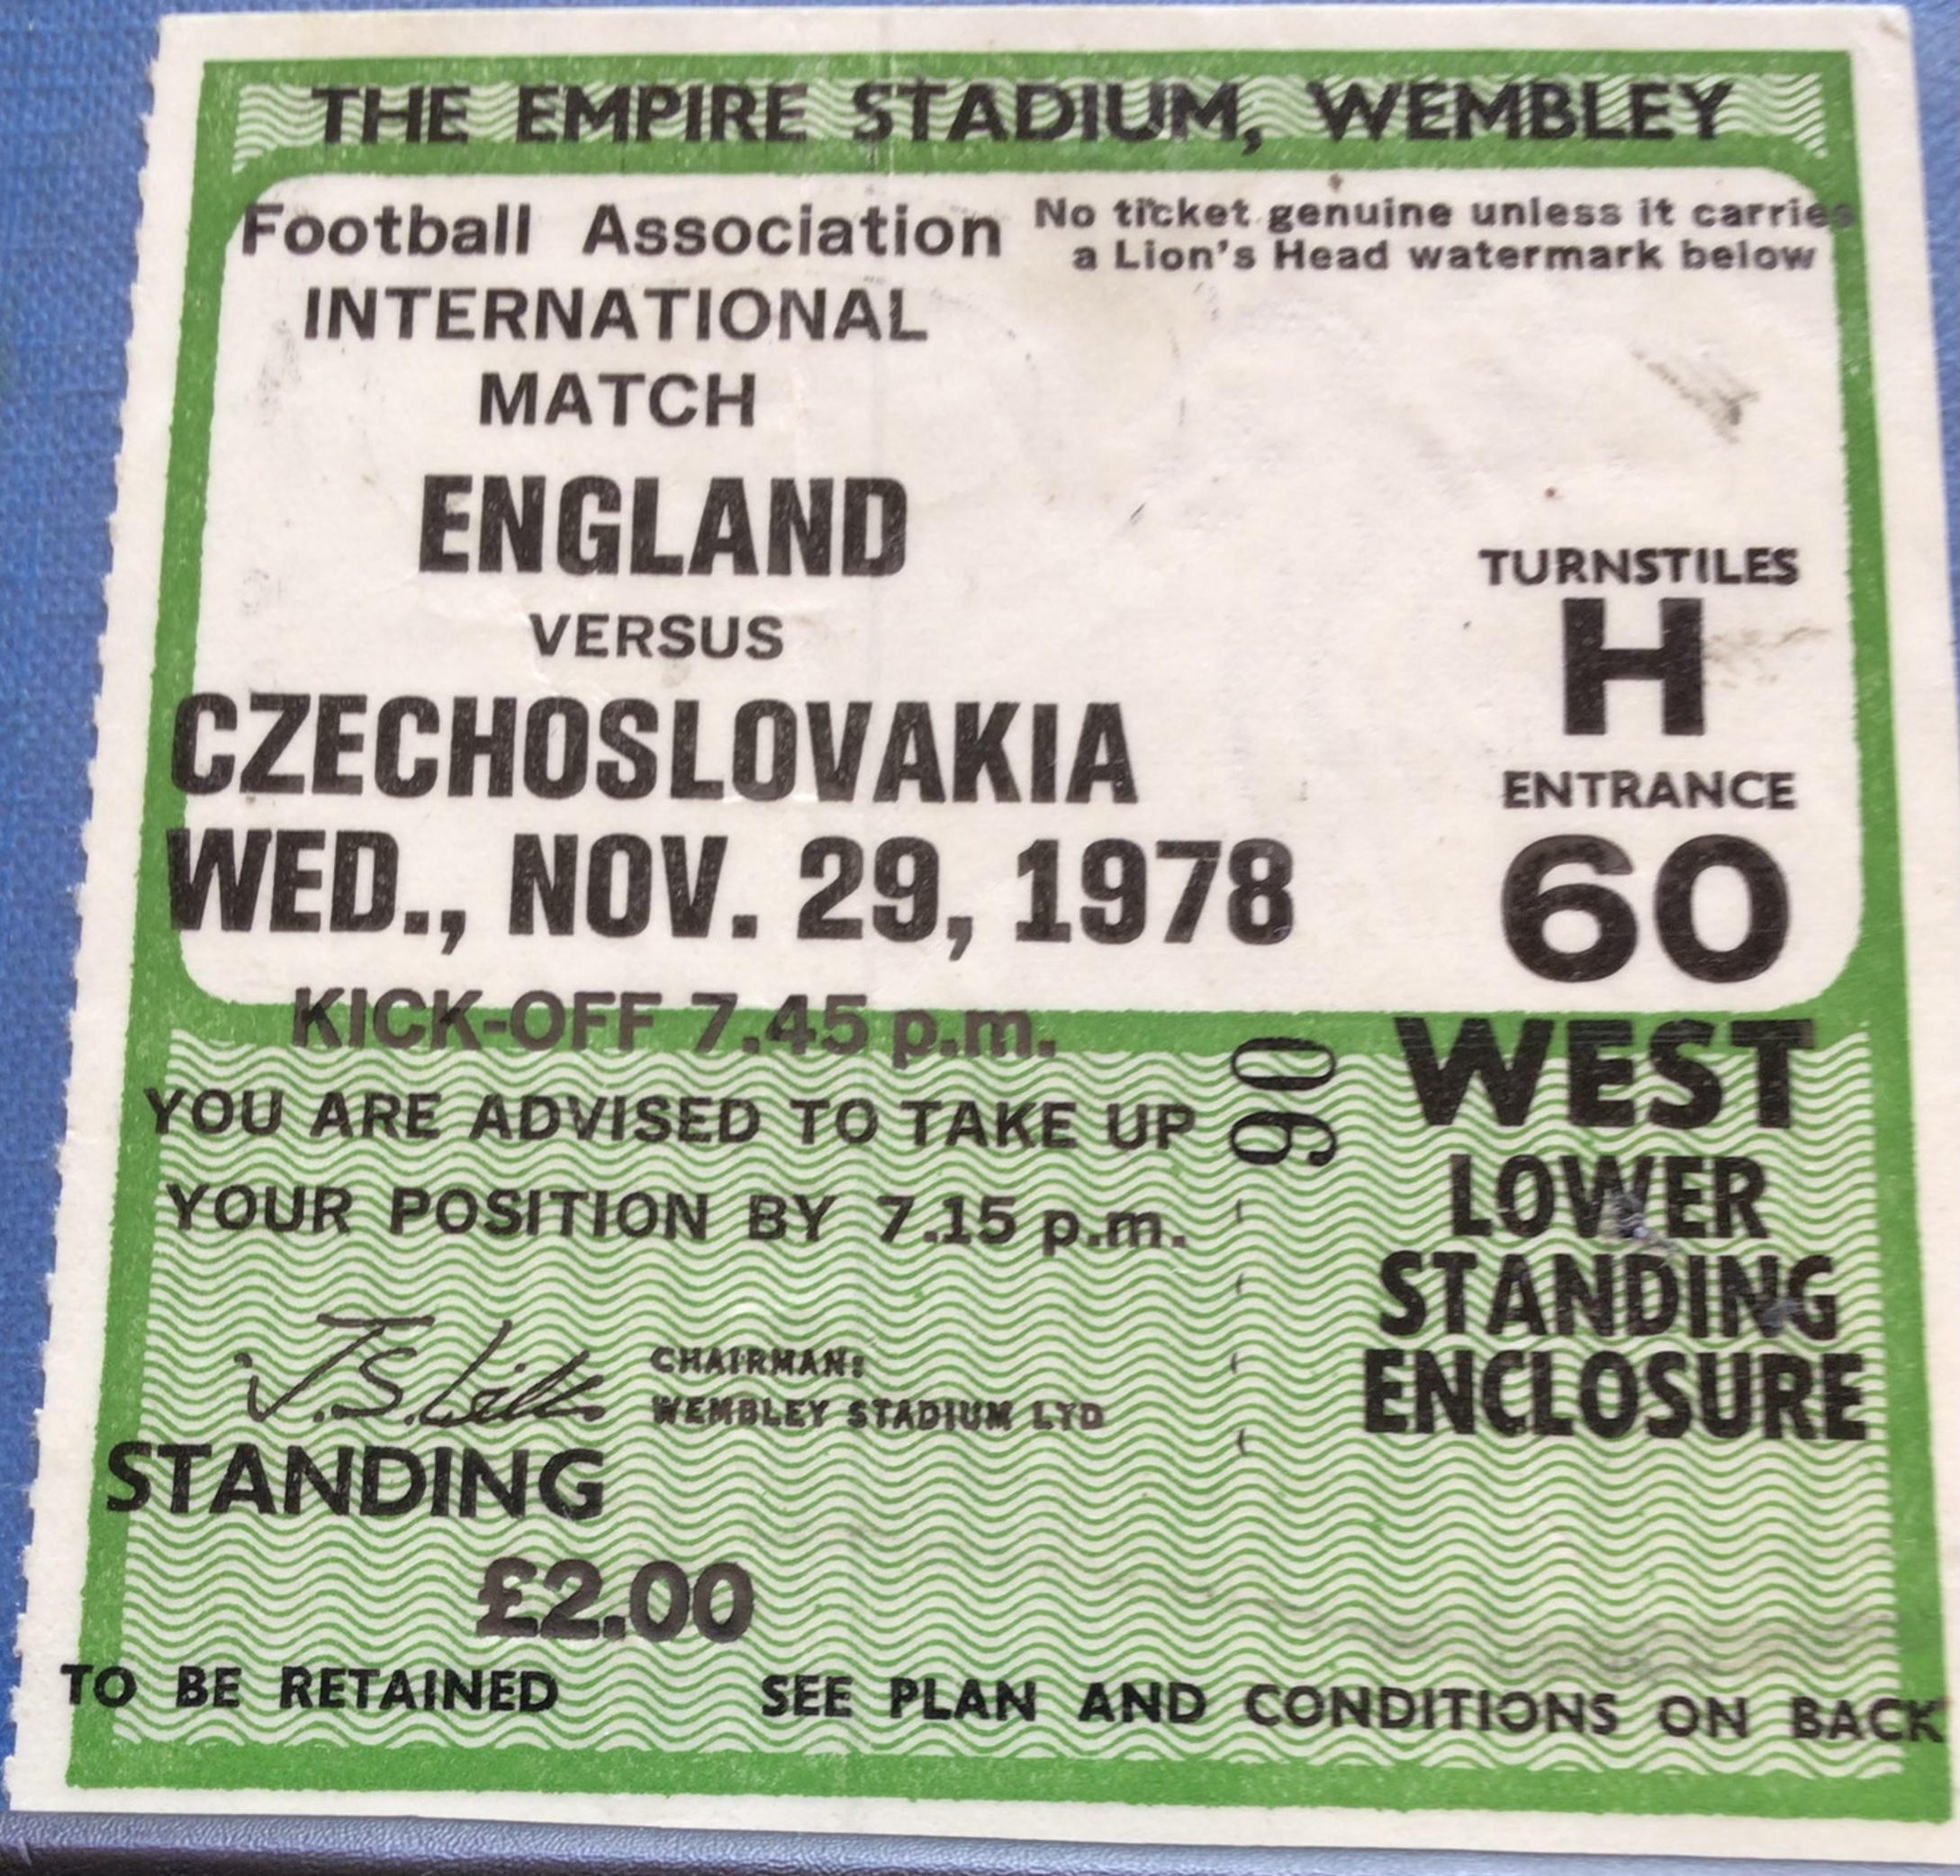 THE EMPIRE STADIUM, WEMBLEY
Football Association
No ticket genuine unless it carries
a Lion's Head watermark below
INTERNATIONAL
MATCH
ENGLAND
VERSUS
CZECHOSLOVAKIA
WED., NOV. 29, 1978
KICK-OFF 7.45 p.m.
YOU ARE ADVISED TO TAKE UP
YOUR POSITION BY 7.15 p.m.
TURNSTILES
H
ENTRANCE
60
90
WEST
LOWER
STANDING
ENCLOSURE
CHAIRMAN:
WEMBLEY STADIUM LTD
STANDING
£2.00
TO BE RETAINED
SEE PLAN AND CONDITIONS ON BACK